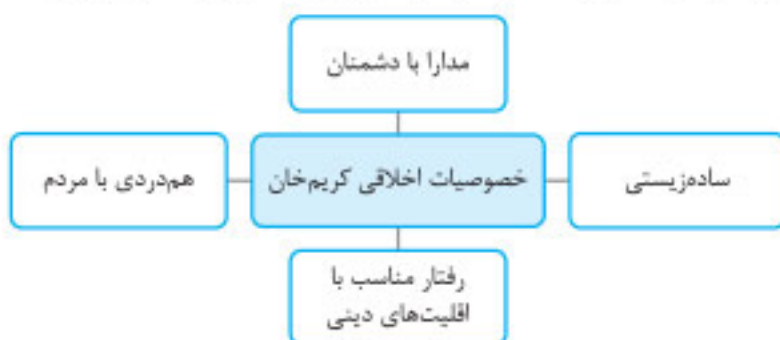 مدارا با دشمنان
ساده‌زیستی
خصوصیات اخلاقی کریم‌خان
هم‌دردی با مردم
رفتار مناسب با
اقلیت‌های دینی